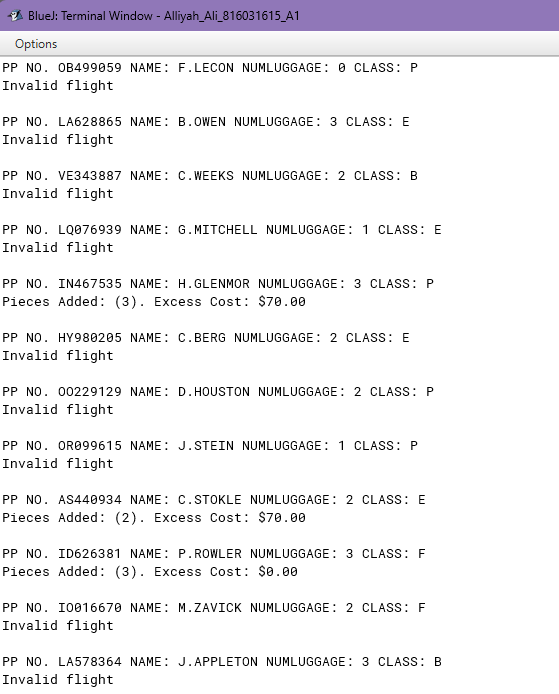 BlueJ: Terminal Window - Alliyah_Ali_816031615_A1
Options
PP NO. OB499059 NAME: F.LECON NUMLUGGAGE: 0 CLASS: P
Invalid flight
PP NO. LA628865 NAME: B.OWEN NUMLUGGAGE: 3 CLASS: E
Invalid flight
PP NO. VE343887 NAME: C.WEEKS NUMLUGGAGE: 2 CLASS: B
Invalid flight
PP NO. LQ076939 NAME: G.MITCHELL NUMLUGGAGE: 1 CLASS: E
Invalid flight
PP NO. IN467535 NAME: H.GLENMOR NUMLUGGAGE: 3 CLASS: P
Pieces Added: (3). Excess Cost: $70.00
PP NO. HY980205 NAME: C.BERG NUMLUGGAGE: 2 CLASS: E
Invalid flight
PP NO. OO229129 NAME: D.HOUSTON NUMLUGGAGE: 2 CLASS: P
Invalid flight
PP NO. OR099615 NAME: J.STEIN NUMLUGGAGE: 1 CLASS: P
Invalid flight
PP NO. AS440934 NAME: C.STOKLE NUMLUGGAGE: 2 CLASS: E
Pieces Added: (2). Excess Cost: $70.00
PP NO. ID626381 NAME: P.ROWLER NUMLUGGAGE: 3 CLASS: F
Pieces Added: (3). Excess Cost: $0.00
PP NO. IO016670 NAME: M.ZAVICK NUMLUGGAGE: 2 CLASS: F
Invalid flight
PP NO. LA578364 NAME: J.APPLETON NUMLUGGAGE: 3 CLASS: B
Invalid flight